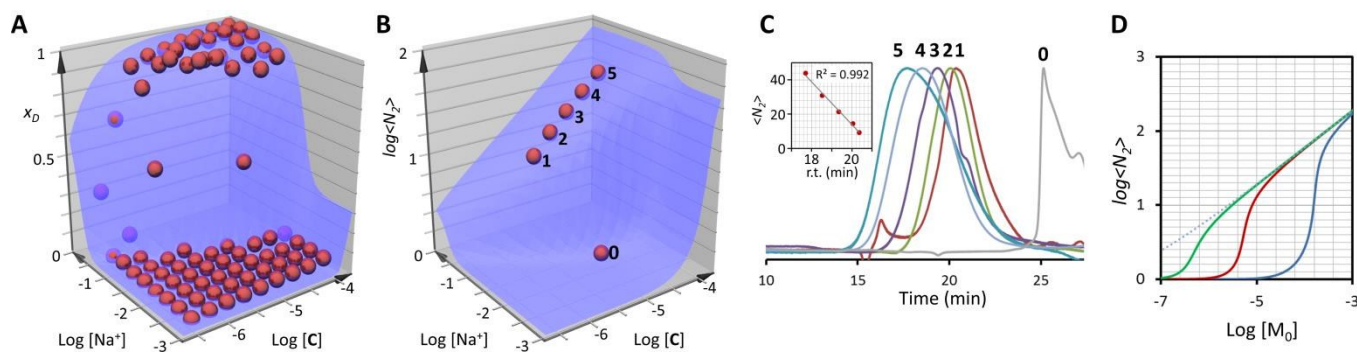 A
1
x_D
0.5
0
-1
-2
-3
Log [Na⁺]
-6
-5
-4
Log [C]
B
2
log<N₂>
1
0
-1
-2
-3
Log [Na⁺]
-6
-5
-4
Log [C]
5
4
3
2
1
0
C
5 4 3 2 1 0
R² = 0.992
<N₂>
40
20
0
18 20
r.t. (min)
10 15 20 25
Time (min)
D
3
2
1
0
log<N₂>
-7 -5 -3
Log [M₀]